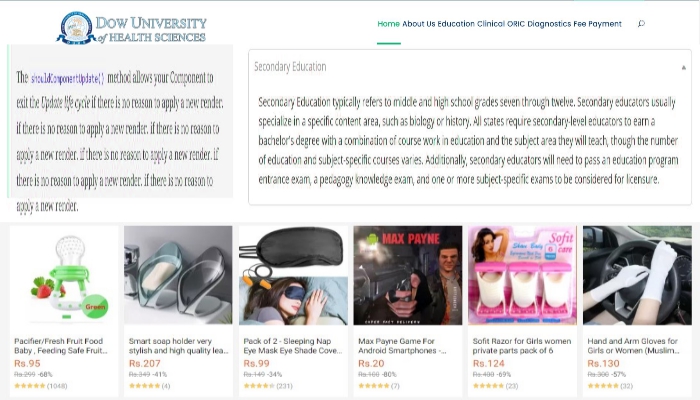 DOW UNIVERSITY
of HEALTH SCIENCES
Home About Us Education Clinical ORIC Diagnostics Fee Payment
The shouldComponentUpdate() method allows your Component to
exit the Update life cycle if there is no reason to apply a new render.
if there is no reason to apply a new render. if there is no reason to
apply a new render. if there is no reason to apply a new render. if
there is no reason to apply a new render. if there is no reason to
apply a new render.
Secondary Education
Secondary Education typically refers to middle and high school grades seven through twelve. Secondary educators usually
specialize in a specific content area, such as biology or history. All states require secondary-level educators to earn a
bachelor's degree with a combination of course work in education and the subject area they will teach, though the number
of education and subject-specific courses varies. Additionally, secondary educators will need to pass an education program
entrance exam, a pedagogy knowledge exam, and one or more subject-specific exams to be considered for licensure.
Green
Pacifier/Fresh Fruit Food
Baby , Feeding Safe Fruit...
Rs.95
Rs.299 -68%
(1048)
Smart soap holder very
stylish and high quality lea...
Rs.207
Rs.349 -41%
(4)
Pack of 2 - Sleeping Nap
Eye Mask Eye Shade Cove...
Rs.99
Rs.149 -34%
(231)
MAX PAYNE
Max Payne Game For
Android Smartphones -...
Rs.20
Rs.100 -80%
(7)
Sofit
care
Sofit Razor for Girls women
private parts pack of 6
Rs.124
Rs.400 -69%
(23)
Hand and Arm Gloves for
Girls or Women (Muslim...
Rs.130
Rs.300 -57%
(32)